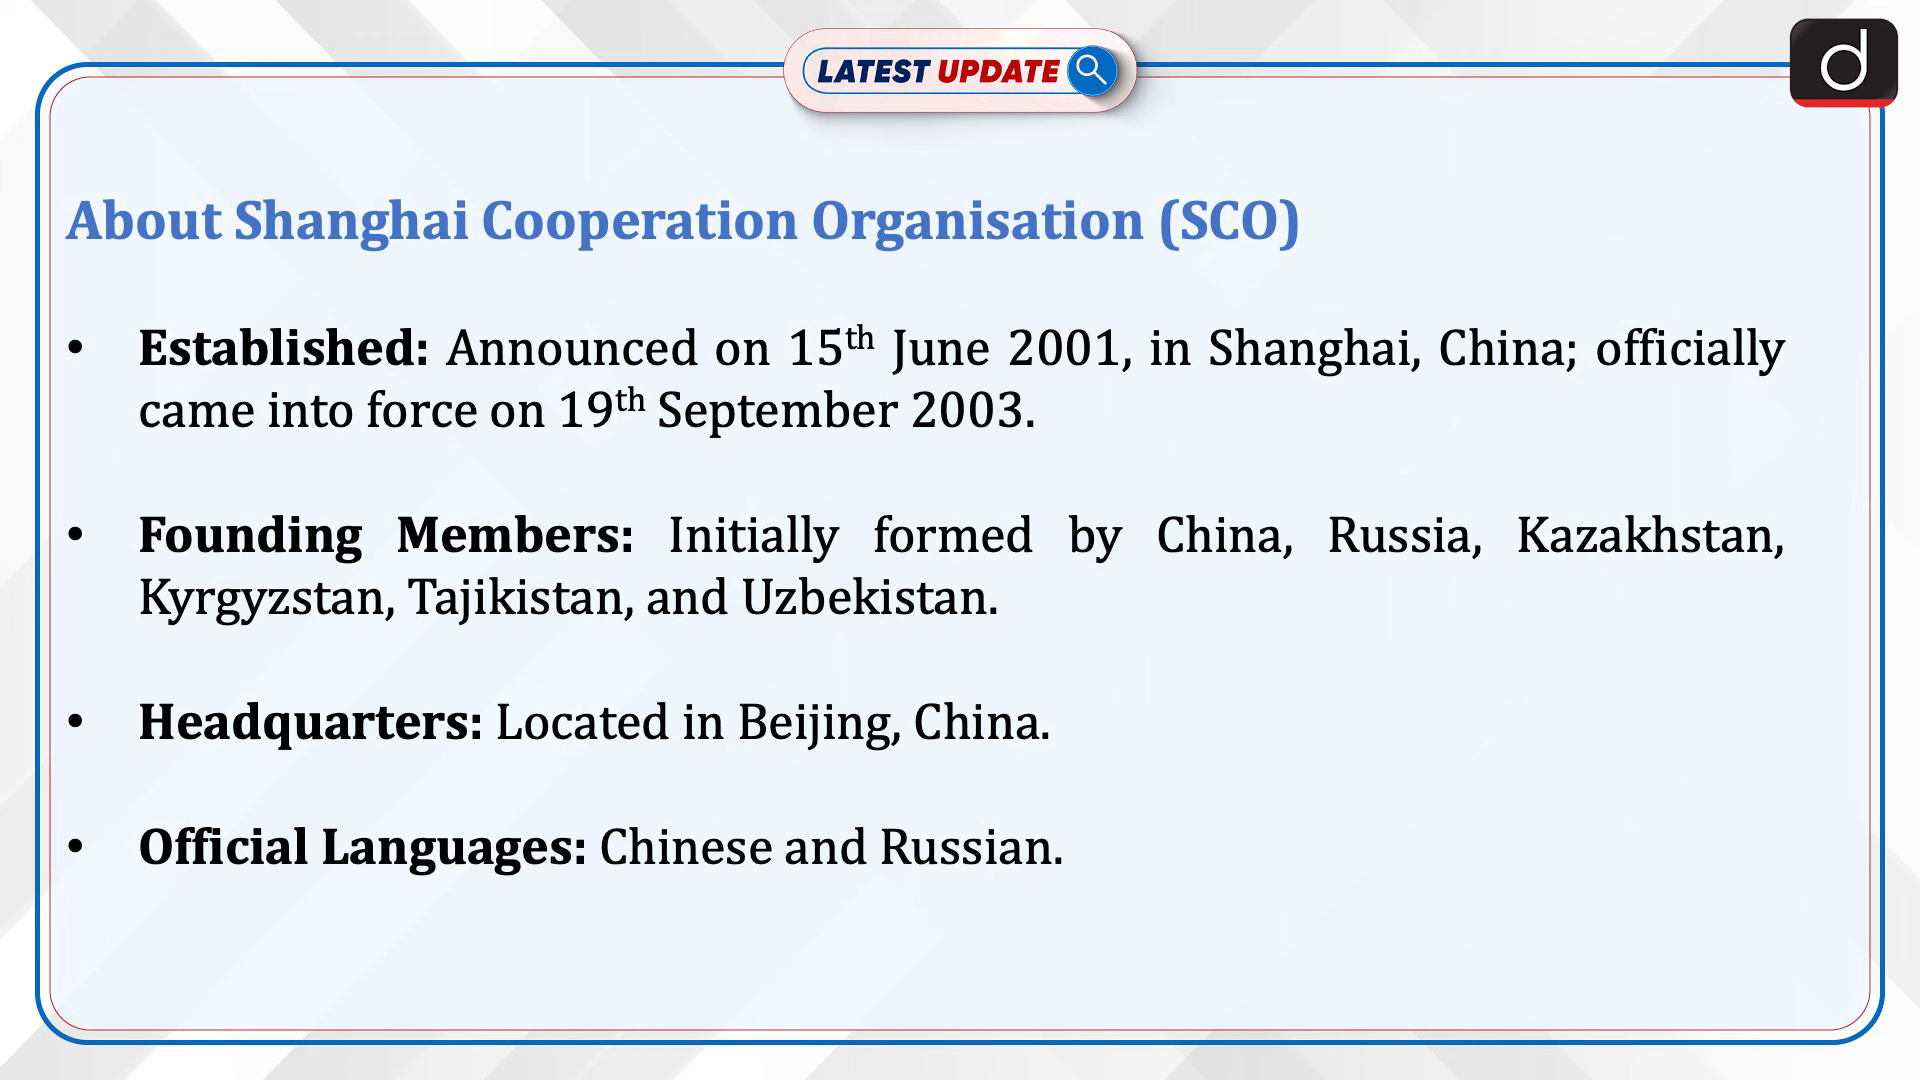 LATEST UPDATE
d
About Shanghai Cooperation Organisation (SCO)
• Established: Announced on 15th June 2001, in Shanghai, China; officially
came into force on 19th September 2003.
• Founding Members: Initially formed by China, Russia, Kazakhstan,
Kyrgyzstan, Tajikistan, and Uzbekistan.
• Headquarters: Located in Beijing, China.
• Official Languages: Chinese and Russian.